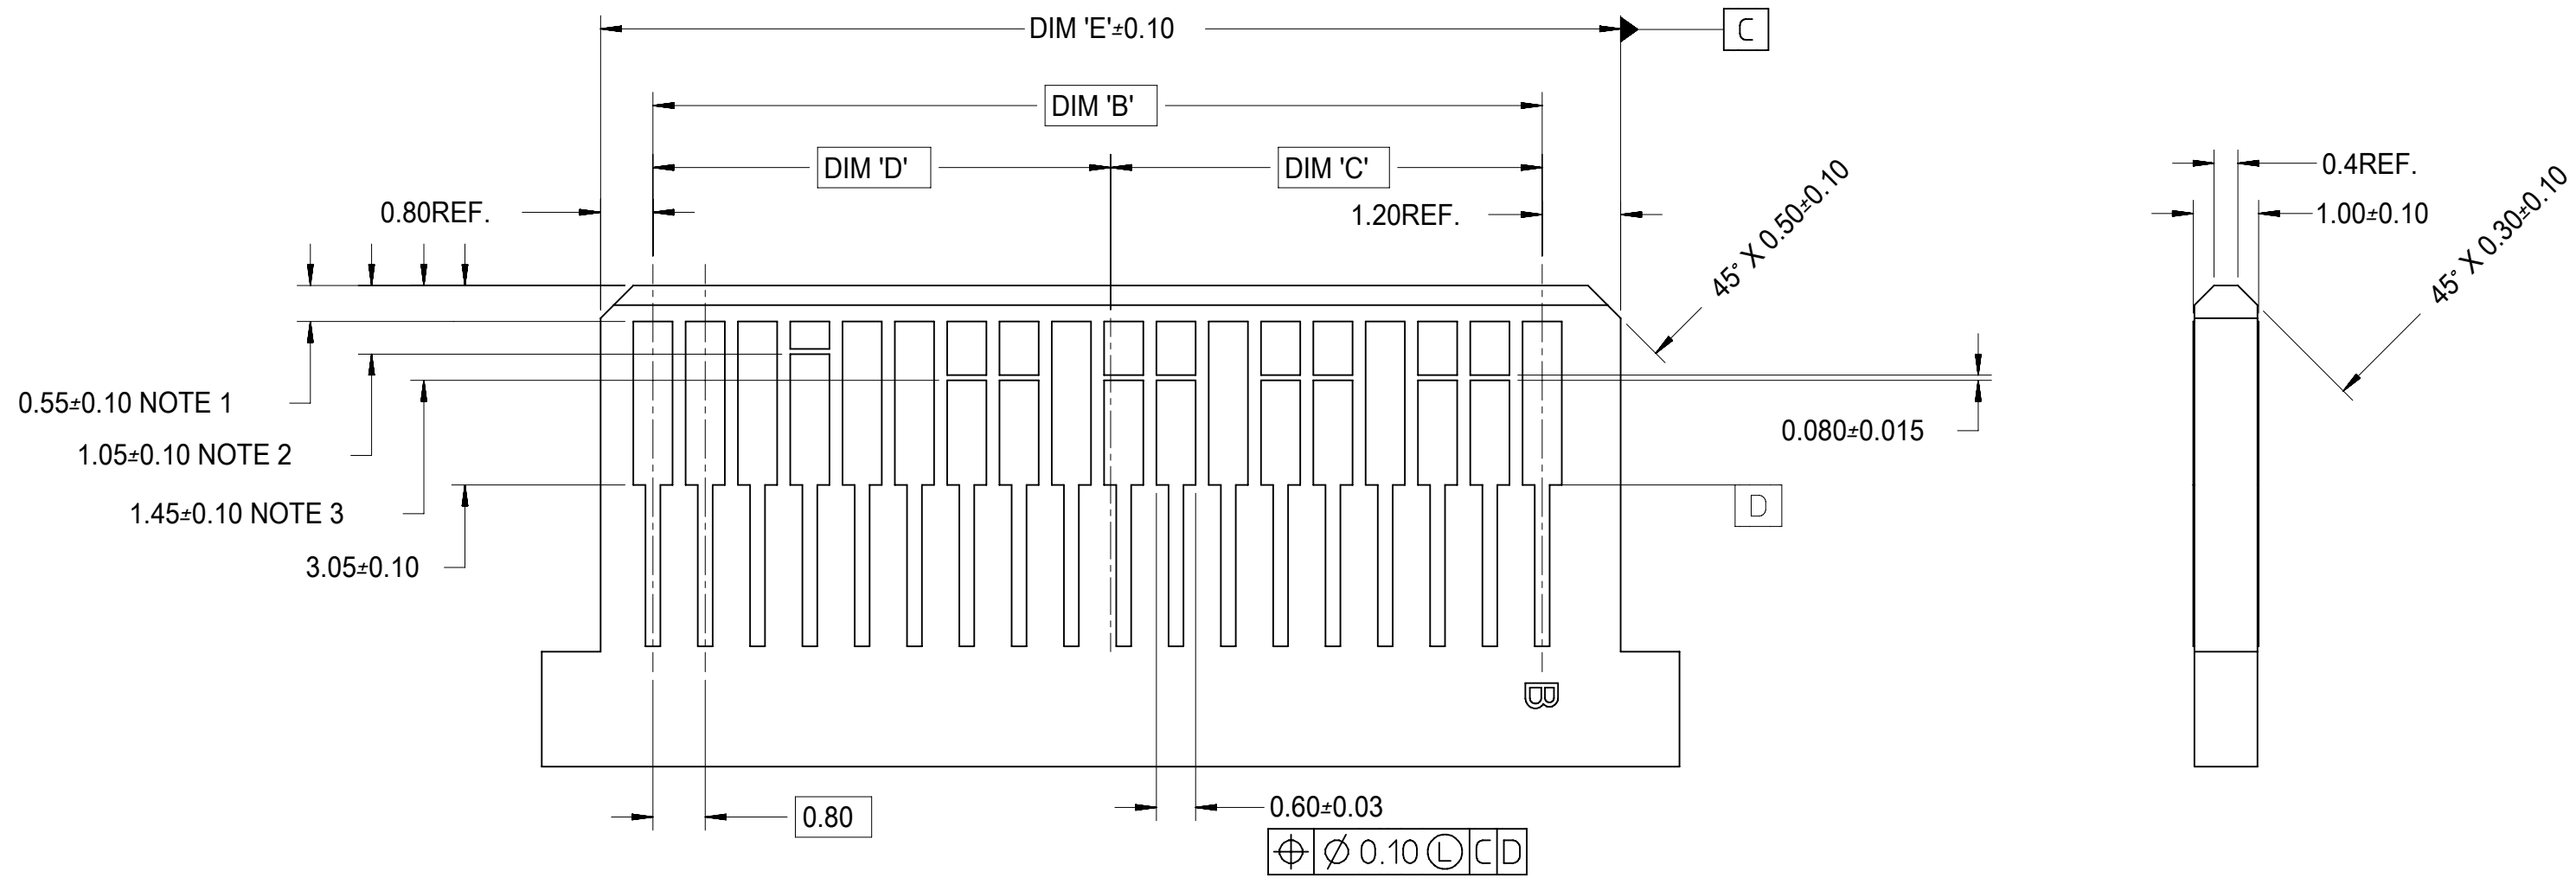 DIM 'E'±0.10
C
DIM 'B'
DIM 'D'
DIM 'C'
0.80REF.
1.20REF.
45° X 0.50±0.10
0.4REF.
1.00±0.10
45° X 0.30±0.10
0.55±0.10 NOTE 1
1.05±0.10 NOTE 2
1.45±0.10 NOTE 3
3.05±0.10
0.080±0.015
D
B
0.80
0.60±0.03
⌖ ⌀ 0.10 Ⓛ C D